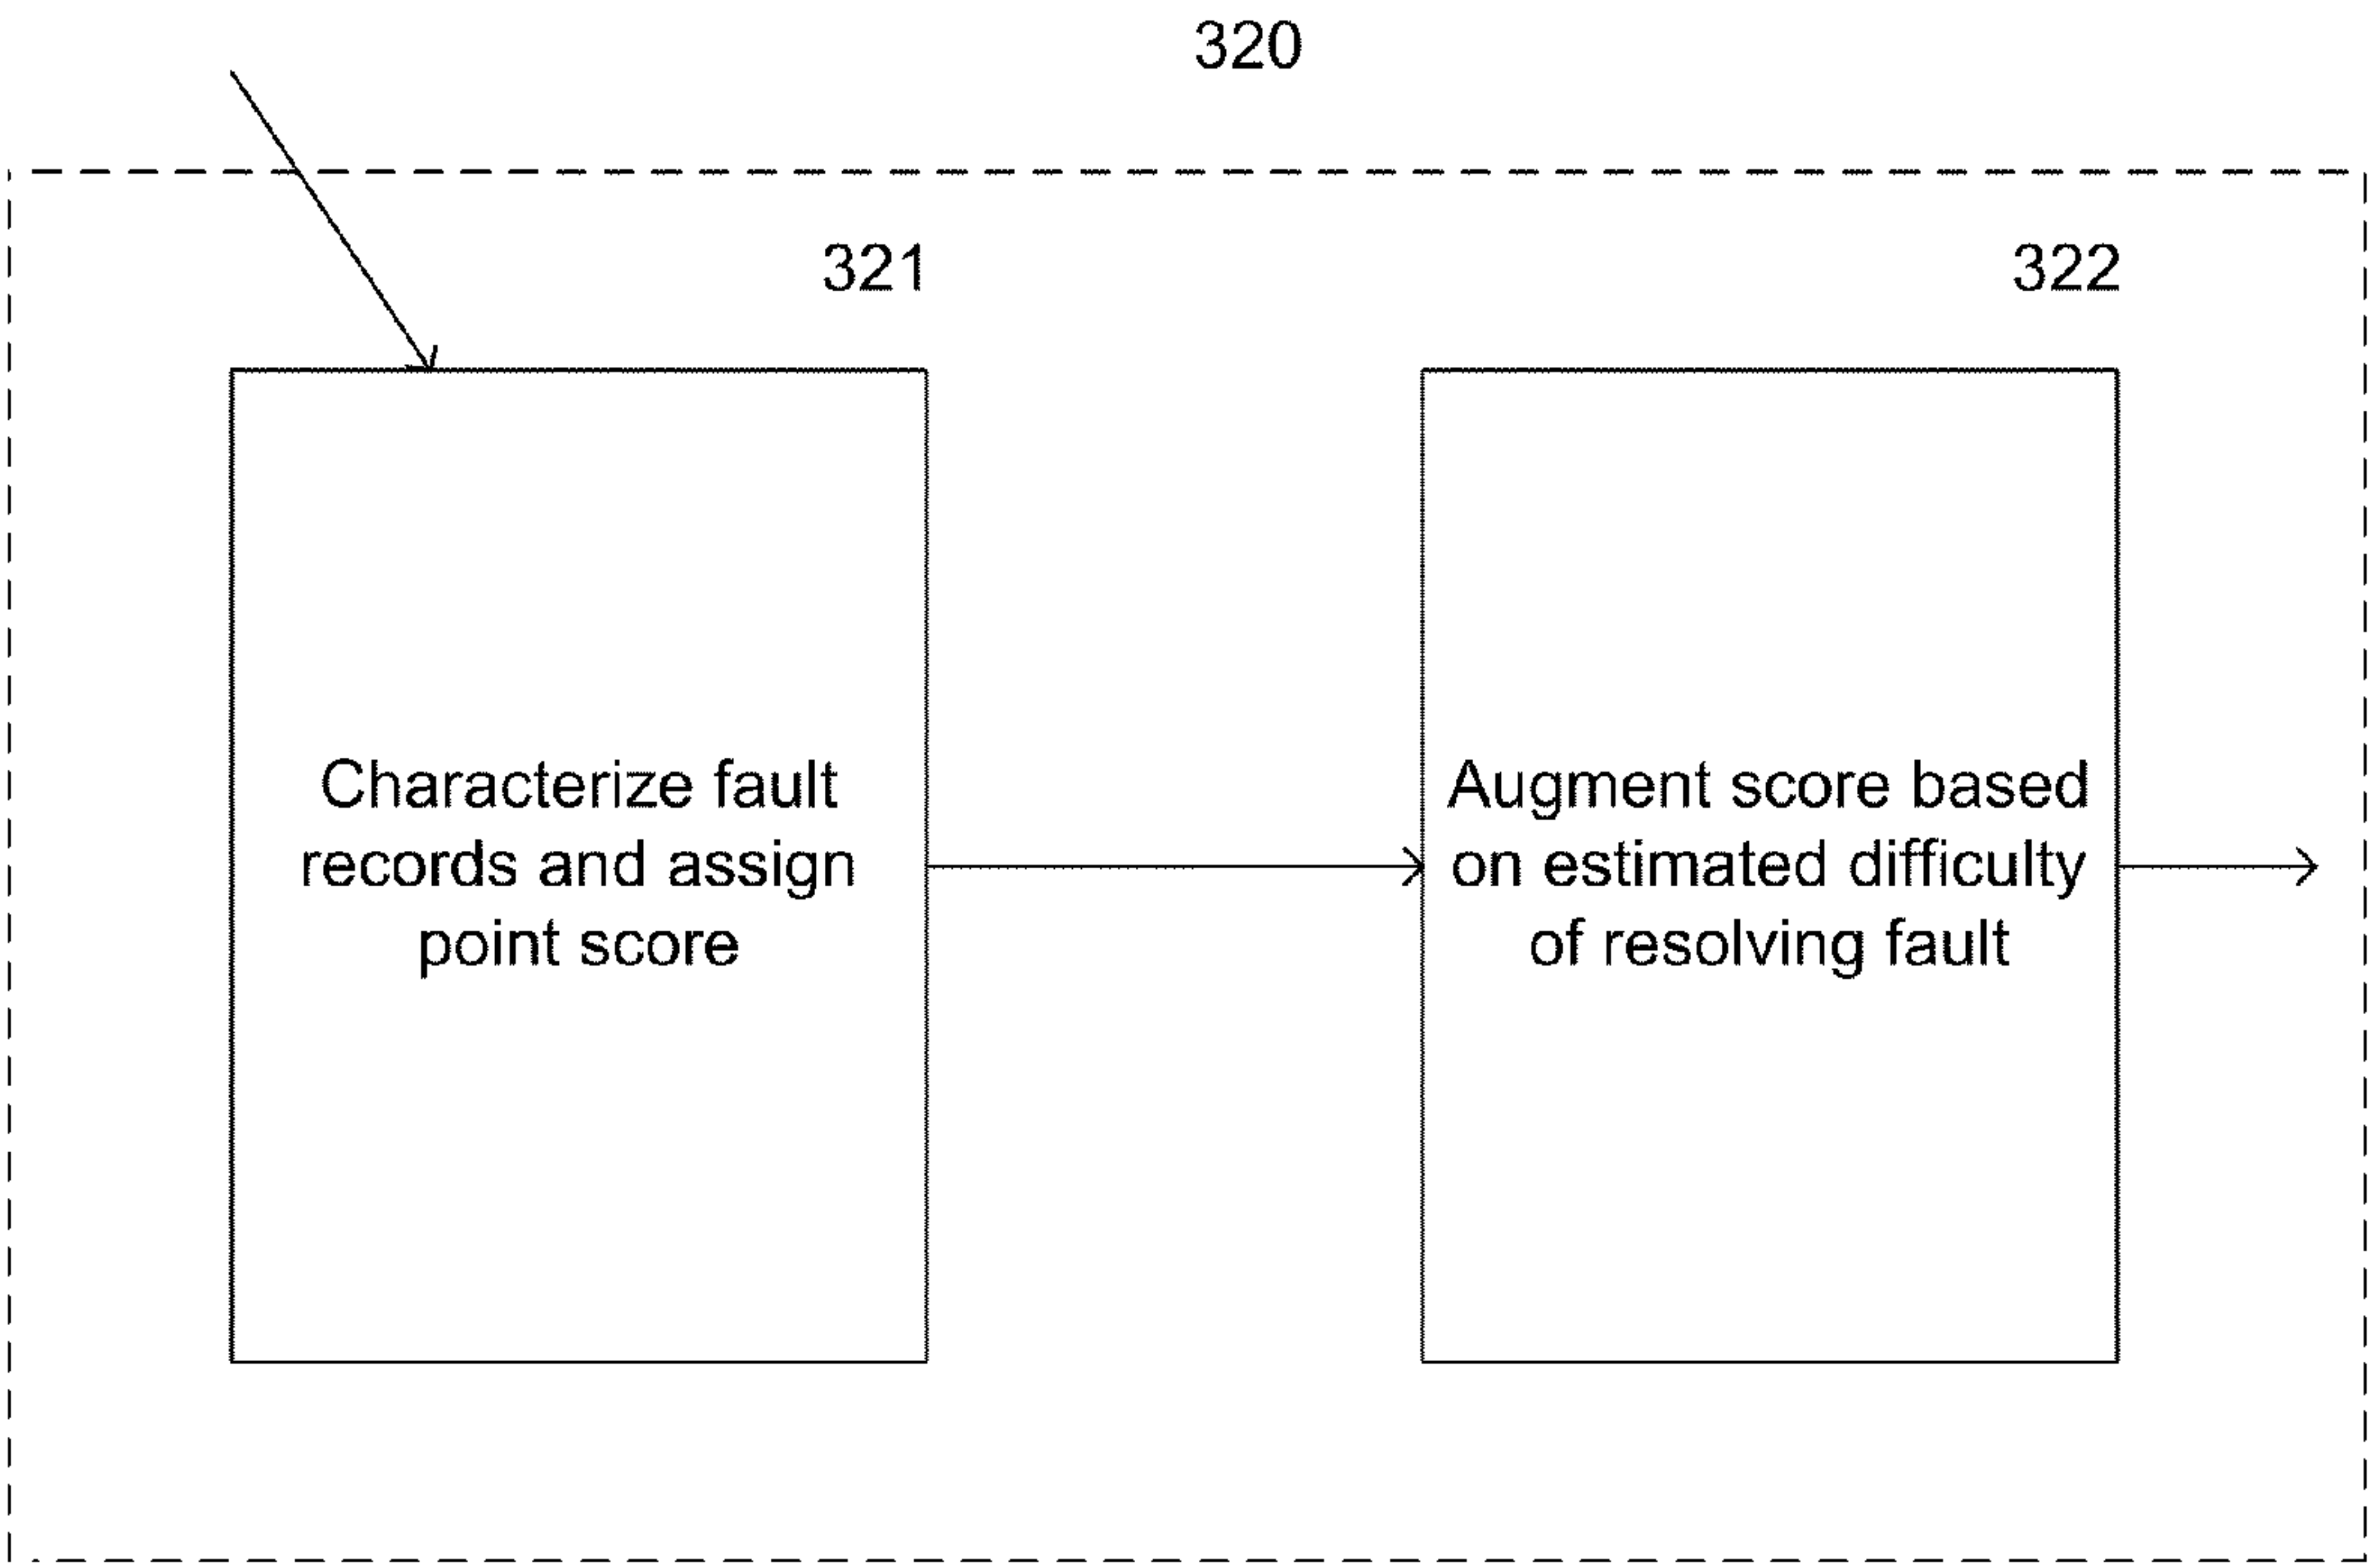 320
321
322
Characterize fault
records and assign
point score
Augment score based
on estimated difficulty
of resolving fault